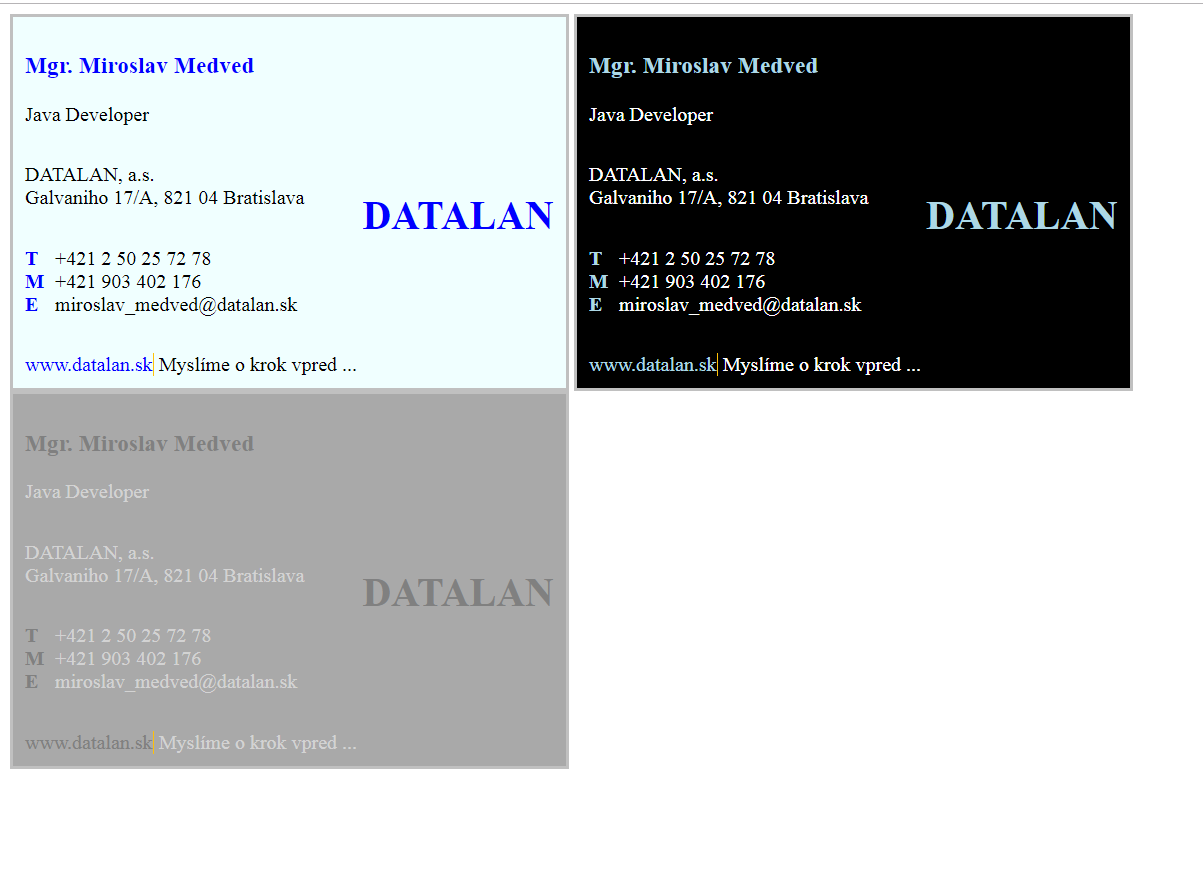 Mgr. Miroslav Medved
Java Developer
DATALAN, a.s.
Galvaniho 17/A, 821 04 Bratislava
DATALAN
T +421 2 50 25 72 78
M +421 903 402 176
E miroslav_medved@datalan.sk
www.datalan.sk| Myslíme o krok vpred ...
Mgr. Miroslav Medved
Java Developer
DATALAN, a.s.
Galvaniho 17/A, 821 04 Bratislava
DATALAN
T +421 2 50 25 72 78
M +421 903 402 176
E miroslav_medved@datalan.sk
www.datalan.sk| Myslíme o krok vpred ...
Mgr. Miroslav Medved
Java Developer
DATALAN, a.s.
Galvaniho 17/A, 821 04 Bratislava
DATALAN
T +421 2 50 25 72 78
M +421 903 402 176
E miroslav_medved@datalan.sk
www.datalan.sk| Myslíme o krok vpred ...